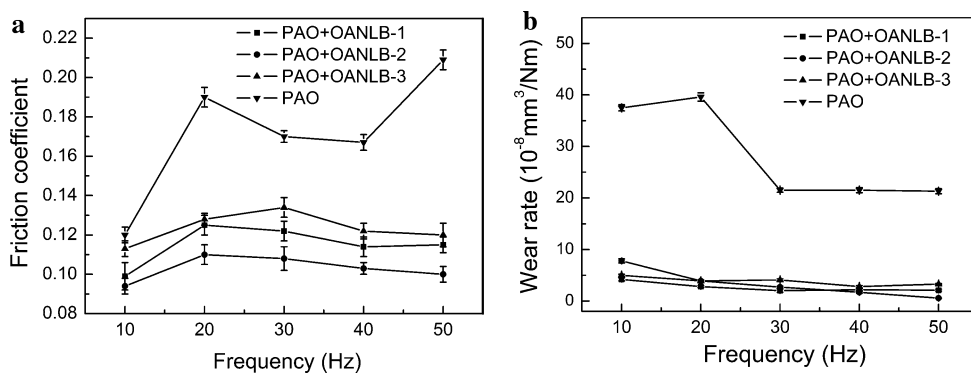 a
Friction coefficient
0.22
0.20
0.18
0.16
0.14
0.12
0.10
0.08
PAO+OANLB-1
PAO+OANLB-2
PAO+OANLB-3
PAO
10 20 30 40 50
Frequency (Hz)
b
Wear rate (10⁻⁸mm³/Nm)
50
40
30
20
10
0
PAO+OANLB-1
PAO+OANLB-2
PAO+OANLB-3
PAO
10 20 30 40 50
Frequency (Hz)